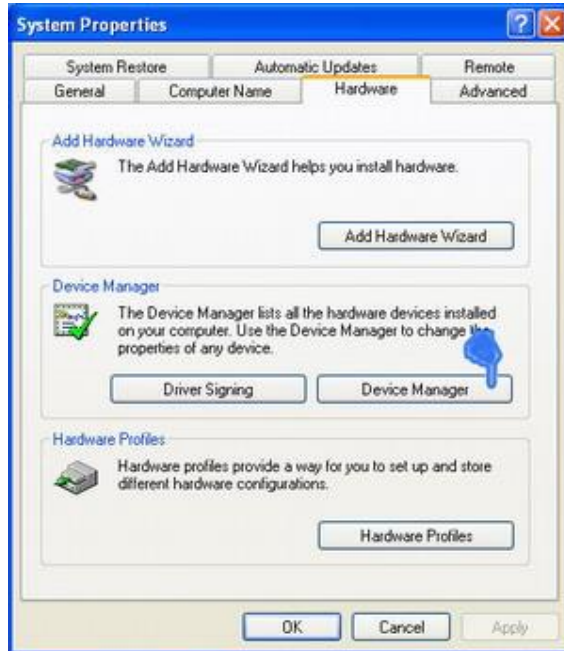 System Properties
System Restore Automatic Updates Remote
General Computer Name Hardware Advanced
Add Hardware Wizard
The Add Hardware Wizard helps you install hardware.
Add Hardware Wizard
Device Manager
The Device Manager lists all the hardware devices installed
on your computer. Use the Device Manager to change the
properties of any device.
Driver Signing Device Manager
Hardware Profiles
Hardware profiles provide a way for you to set up and store
different hardware configurations.
Hardware Profiles
OK Cancel Apply